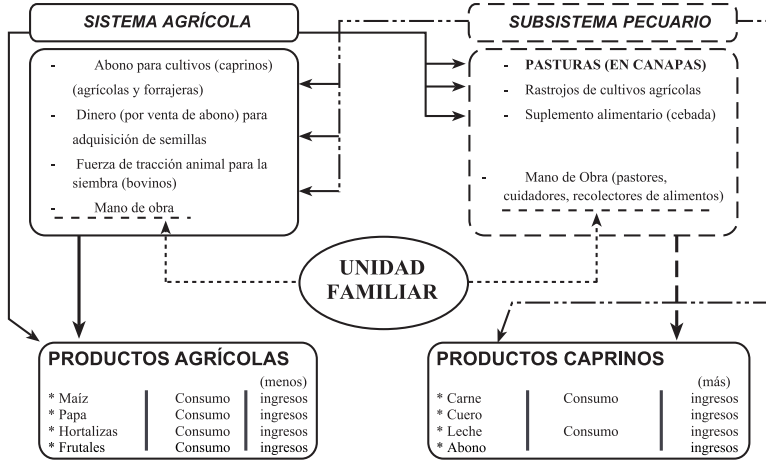 SISTEMA AGRÍCOLA
- Abono para cultivos (caprinos)
(agrícolas y forrajeras)
- Dinero (por venta de abono) para
adquisición de semillas
- Fuerza de tracción animal para la
siembra (bovinos)
- Mano de obra
SUBSISTEMA PECUARIO
- PASTURAS (EN CANAPAS)
- Rastrojos de cultivos agrícolas
- Suplemento alimentario (cebada)
- Mano de Obra (pastores,
cuidadores, recolectores de alimentos)
UNIDAD
FAMILIAR
PRODUCTOS AGRÍCOLAS
(menos)
* Maíz Consumo ingresos
* Papa Consumo ingresos
* Hortalizas Consumo ingresos
* Frutales Consumo ingresos
PRODUCTOS CAPRINOS
(más)
* Carne Consumo ingresos
* Cuero ingresos
* Leche Consumo ingresos
* Abono ingresos